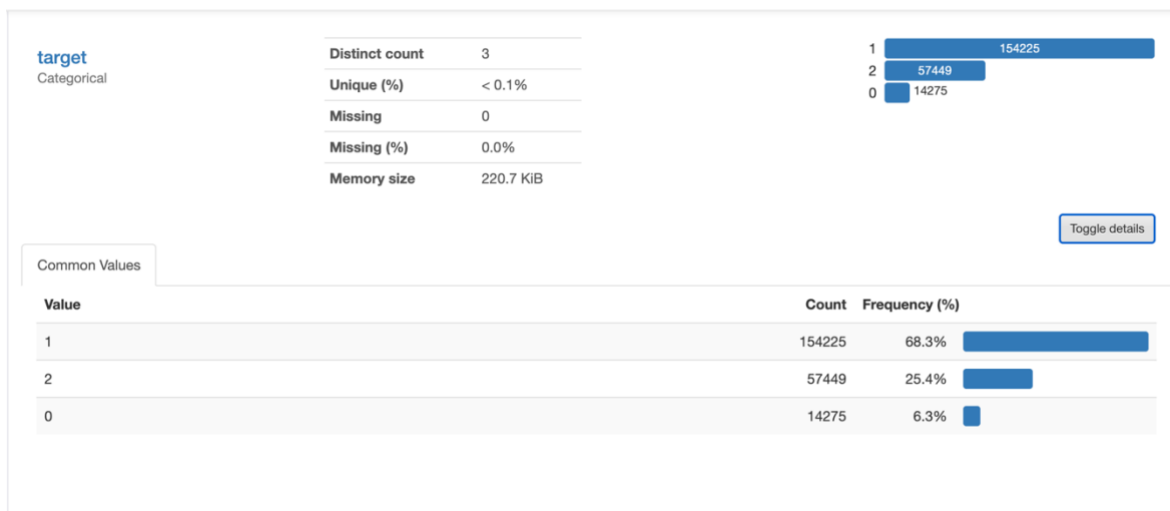 target
Categorical
Distinct count 3
Unique (%) < 0.1%
Missing 0
Missing (%) 0.0%
Memory size 220.7 KiB
1 154225
2 57449
0 14275
Toggle details
Common Values
Value Count Frequency (%)
1 154225 68.3%
2 57449 25.4%
0 14275 6.3%